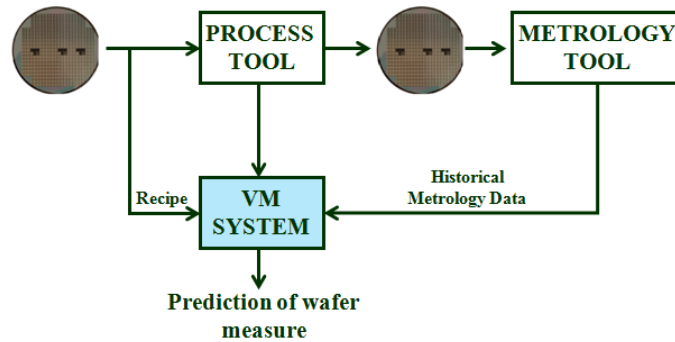 PROCESS
TOOL
METROLOGY
TOOL
Recipe
VM
SYSTEM
Historical
Metrology Data
Prediction of wafer
measure